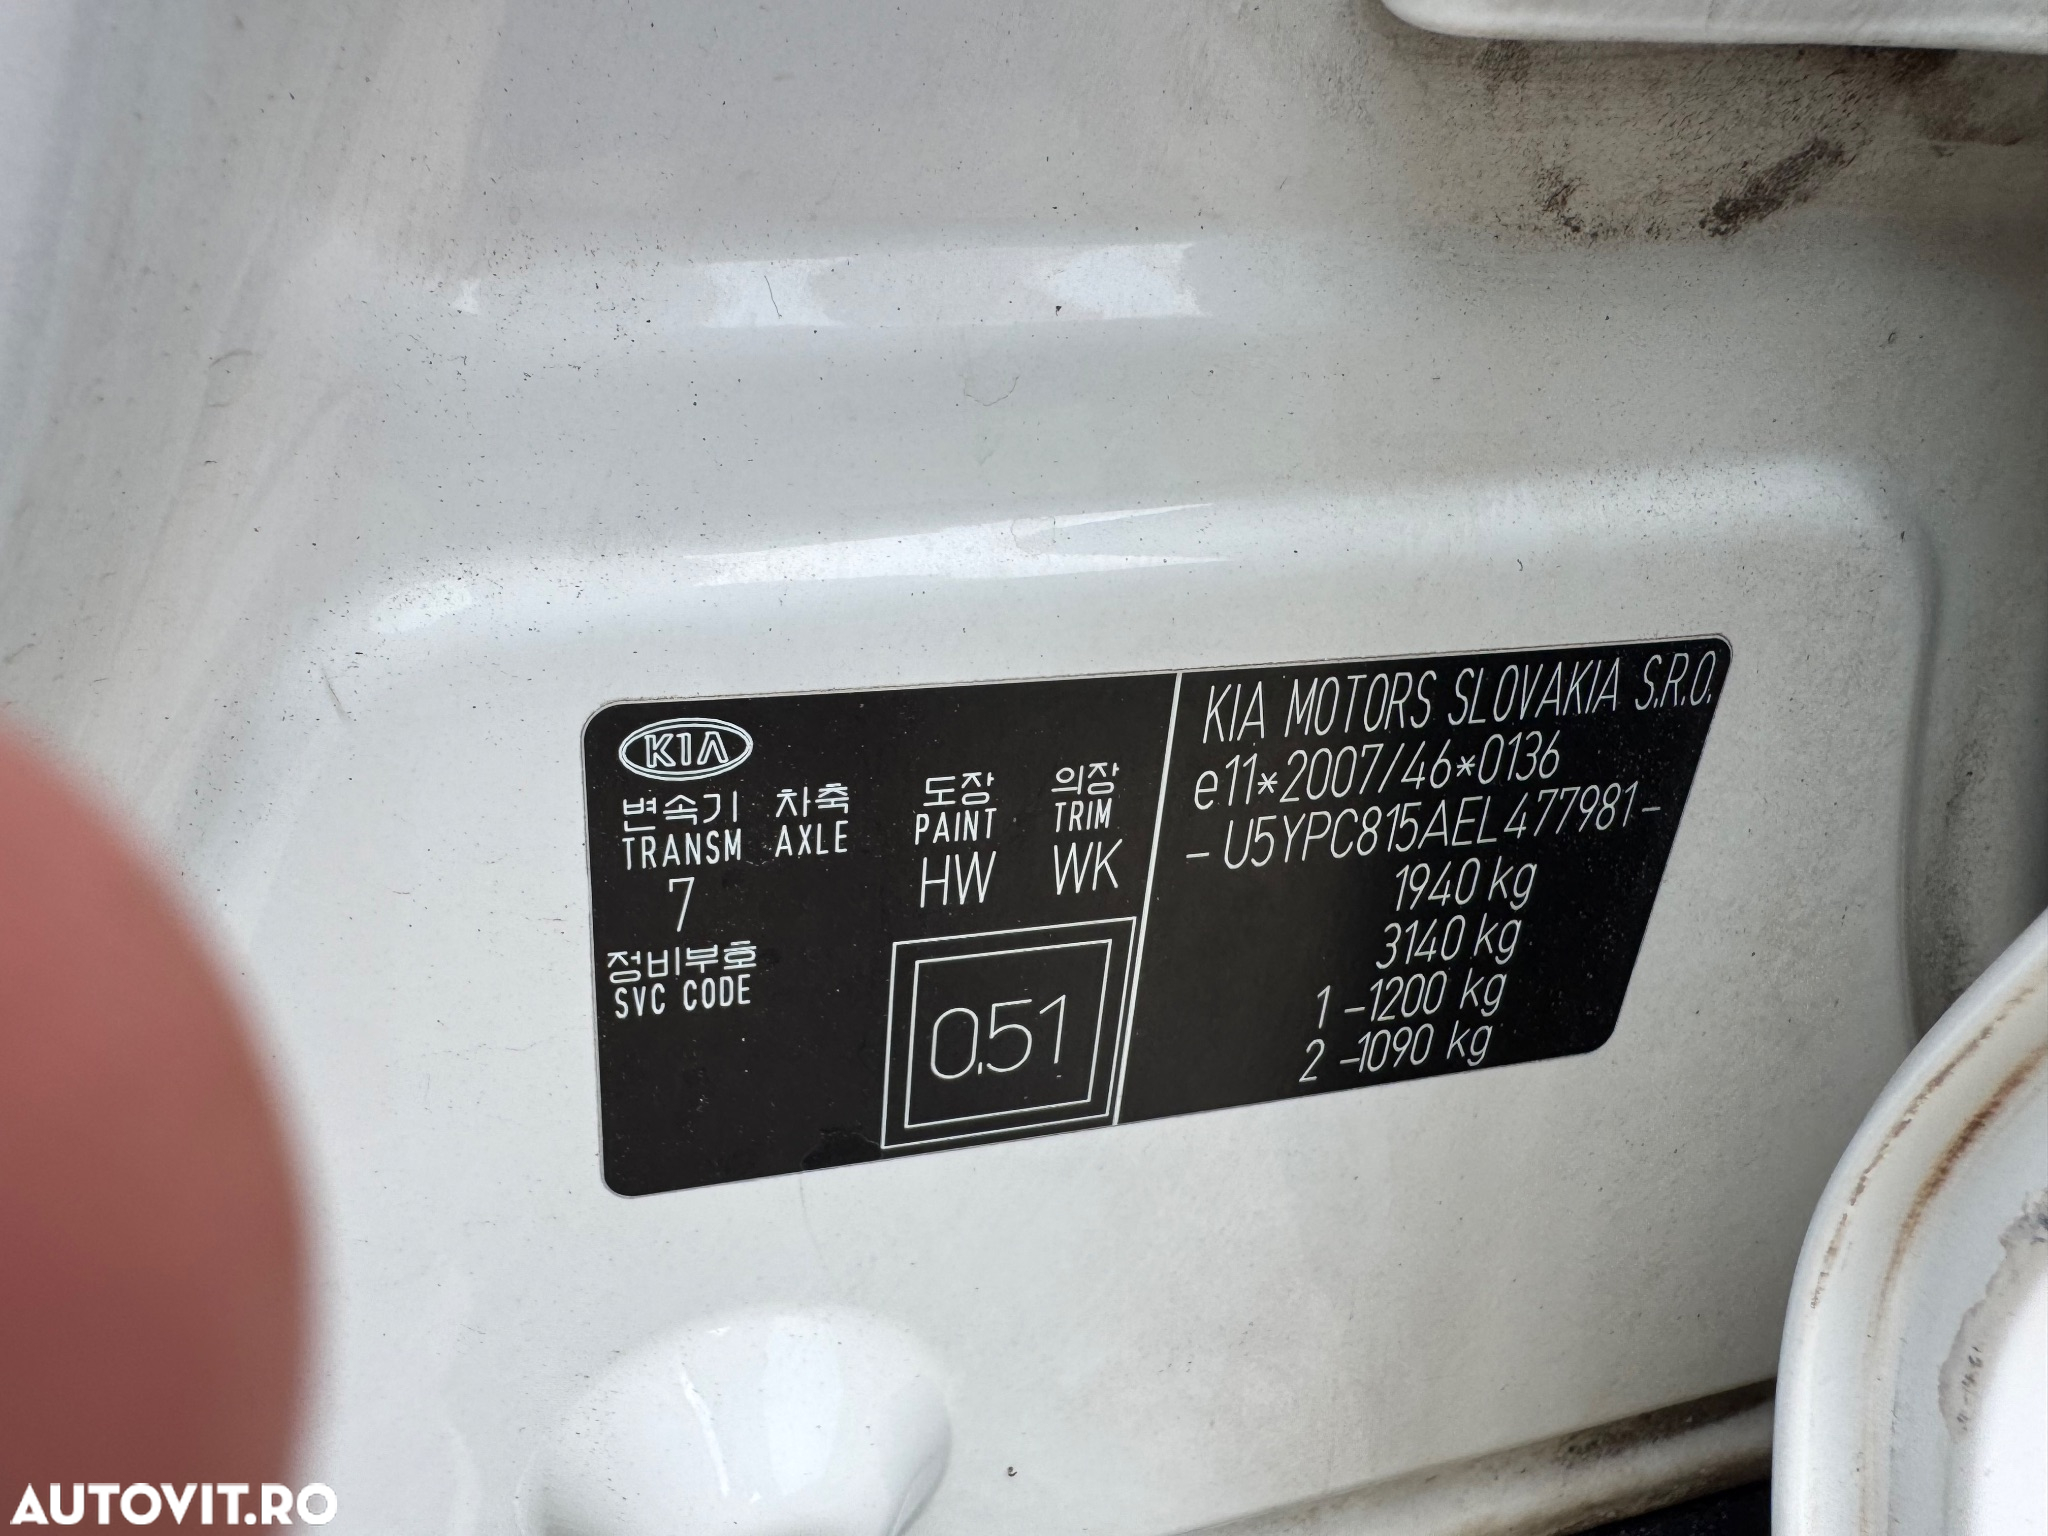 KIA
변속기 차축 도장 의장
TRANSM AXLE PAINT TRIM
7 HW WK
정비부호
SVC CODE
0.51
KIA MOTORS SLOVAKIA S.R.O.
e11*2007/46*0136
- U5YPC815AEL477981 -
1940 kg
3140 kg
1 -1200 kg
2 -1090 kg
AUTOVIT.RO